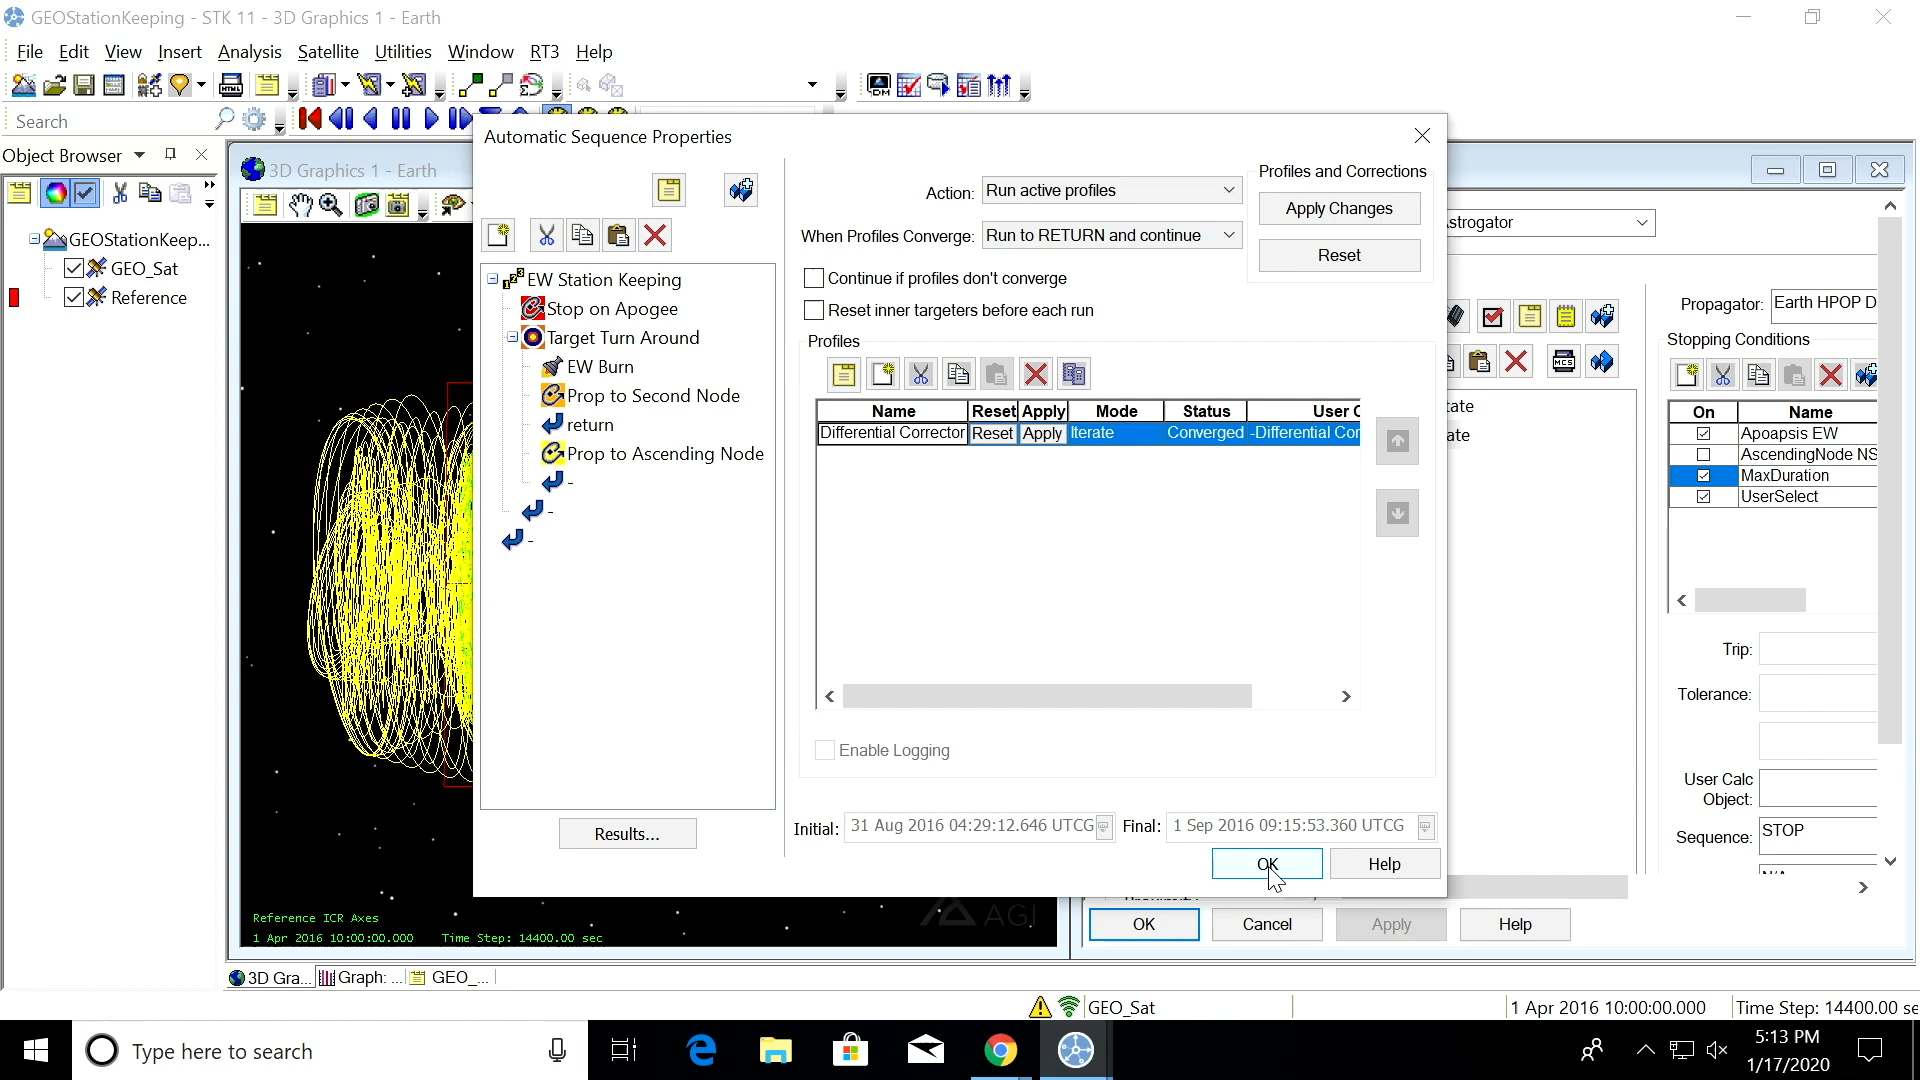 GEOStationKeeping - STK 11 - 3D Graphics 1 - Earth
File Edit View Insert Analysis Satellite Utilities Window RT3 Help
Search
Object Browser
3D Graphics 1 - Earth
GEOStationKeep...
GEO_Sat
Reference
Reference ICR Axes
1 Apr 2016 10:00:00.000 Time Step: 14400.00 sec
AGI
Automatic Sequence Properties
EW Station Keeping
Stop on Apogee
Target Turn Around
EW Burn
Prop to Second Node
return
Prop to Ascending Node
-
-
-
Results...
Action: Run active profiles
When Profiles Converge: Run to RETURN and continue
Continue if profiles don't converge
Reset inner targeters before each run
Profiles and Corrections
Apply Changes
Reset
Profiles
Name Reset Apply Mode Status User C
Differential Corrector Reset Apply Iterate Converged -Differential Cor
Enable Logging
Initial: 31 Aug 2016 04:29:12.646 UTCG Final: 1 Sep 2016 09:15:53.360 UTCG
OK Help
strogator
Propagator: Earth HPOP D
Stopping Conditions
On Name
Apoapsis EW
AscendingNode NS
MaxDuration
UserSelect
tate
ate
Trip:
Tolerance:
User Calc
Object:
Sequence: STOP
OK Cancel Apply Help
3D Gra... Graph: ... GEO_...
GEO_Sat 1 Apr 2016 10:00:00.000 Time Step: 14400.00 se
Type here to search
5:13 PM
1/17/2020